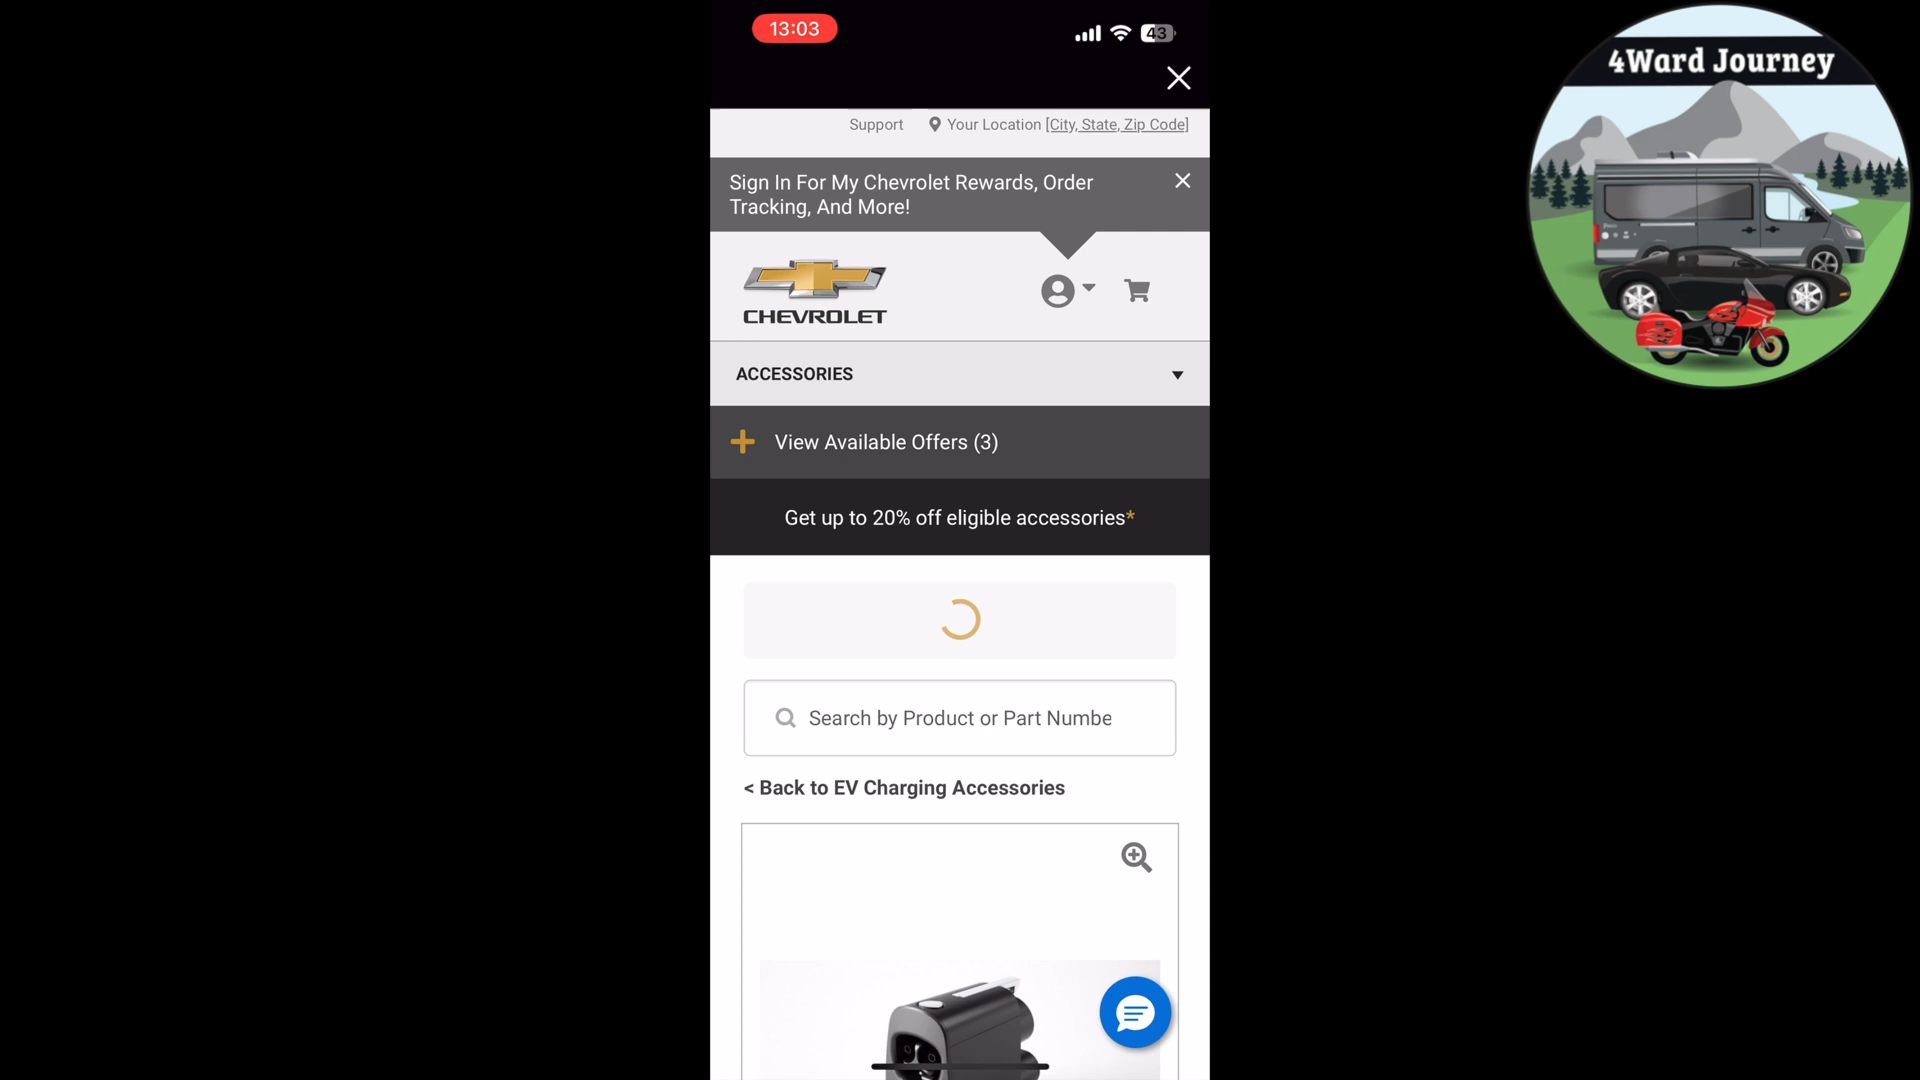 13:03
43
4Ward Journey
Support
Your Location [City, State, Zip Code]
Sign In For My Chevrolet Rewards, Order
Tracking, And More!
CHEVROLET
ACCESSORIES
View Available Offers (3)
Get up to 20% off eligible accessories*
Search by Product or Part Numbe
< Back to EV Charging Accessories